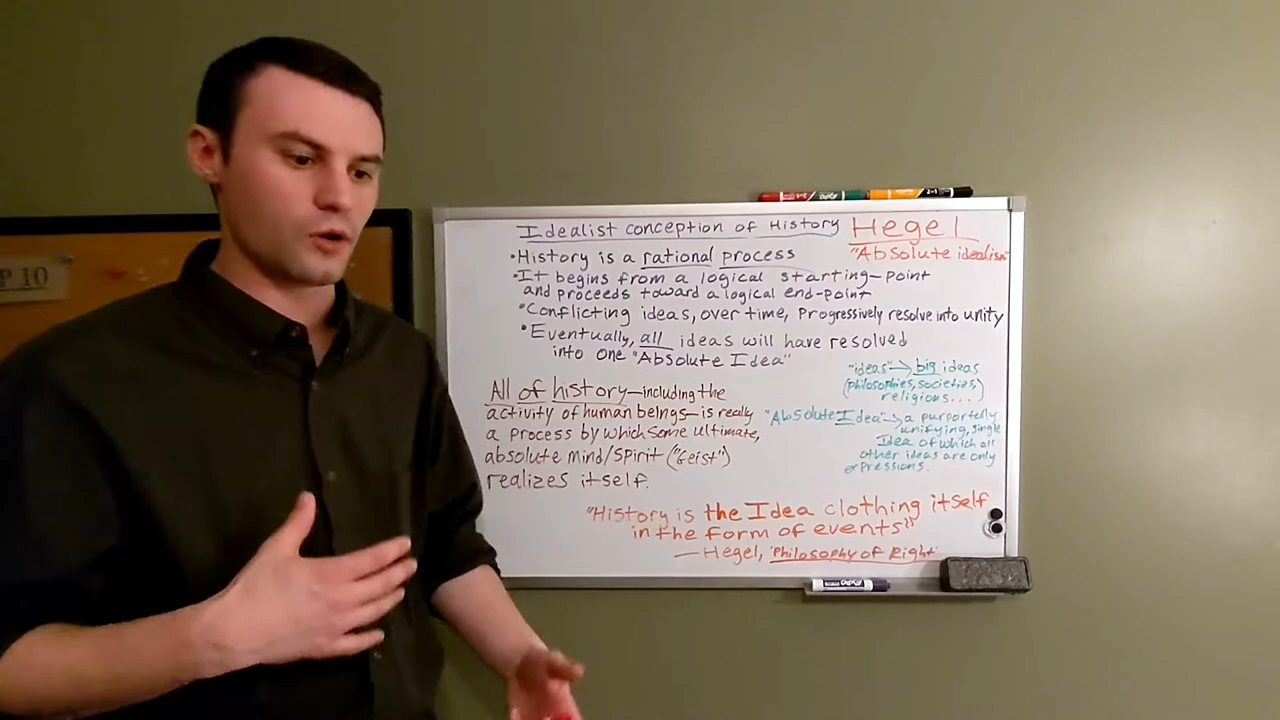 P 10
Idealist conception of History
Hegel
"Absolute idealism"
•History is a rational process
•It begins from a logical starting-point
and proceeds toward a logical end-point
•Conflicting ideas, over time, Progressively resolve into unity
•Eventually, all ideas will have resolved
into one "Absolute Idea"
"ideas"→big ideas
(philosophies, societies,
religions...)
All of history—including the
activity of human beings—is really
a process by which some ultimate,
absolute mind/spirit ("Geist")
realizes itself.
"Absolute Idea"→a purportedly
unifying, single
Idea of which all
other ideas are only
expressions.
"History is the Idea clothing itself
in the form of events"
—Hegel, Philosophy of Right
EXPO